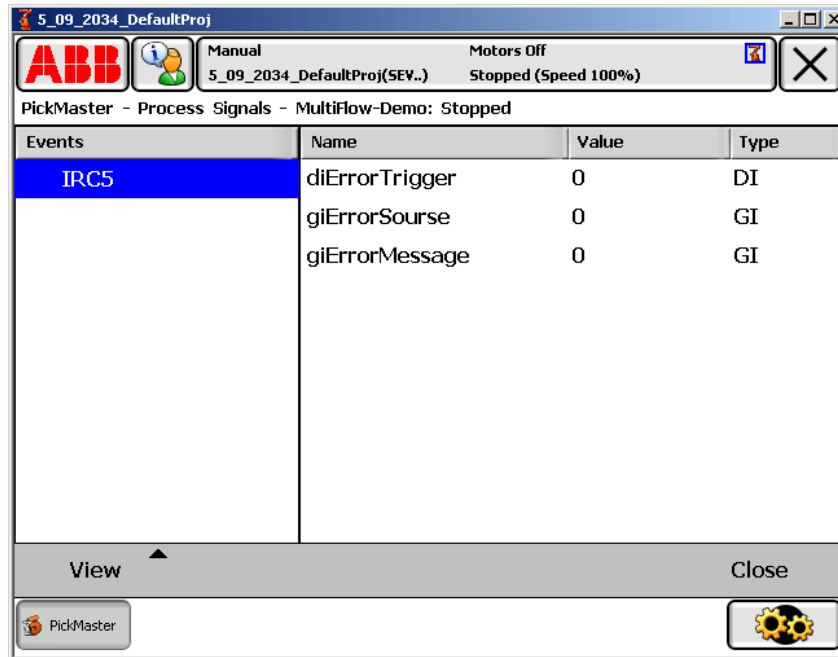 5_09_2034_DefaultProj
ABB
Manual Motors Off
5_09_2034_DefaultProj(SEV..) Stopped (Speed 100%)
PickMaster - Process Signals - MultiFlow-Demo: Stopped
Events Name Value Type
IRC5 diErrorTrigger 0 DI
giErrorSourse 0 GI
giErrorMessage 0 GI
View Close
PickMaster